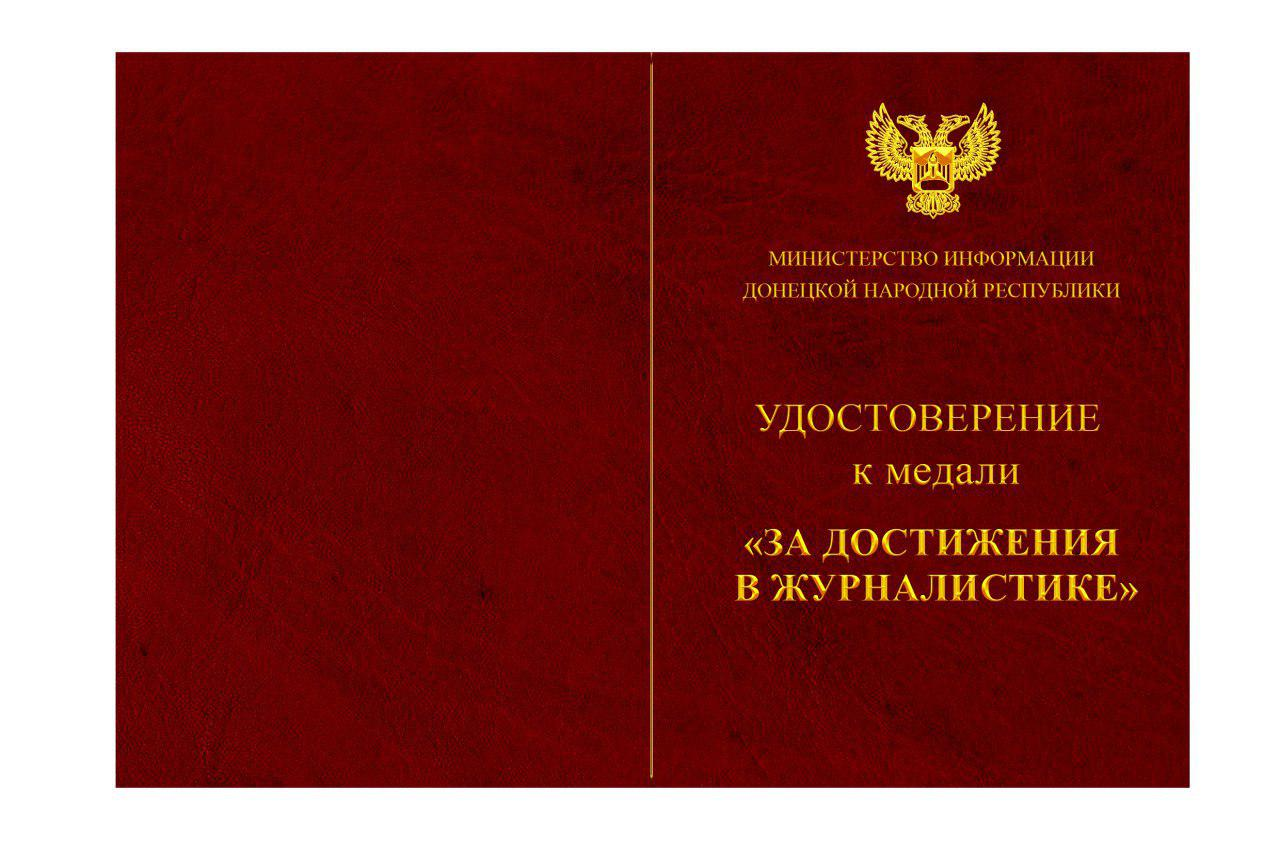 МИНИСТЕРСТВО ИНФОРМАЦИИ
ДОНЕЦКОЙ НАРОДНОЙ РЕСПУБЛИКИ
УДОСТОВЕРЕНИЕ
к медали
«ЗА ДОСТИЖЕНИЯ
В ЖУРНАЛИСТИКЕ»